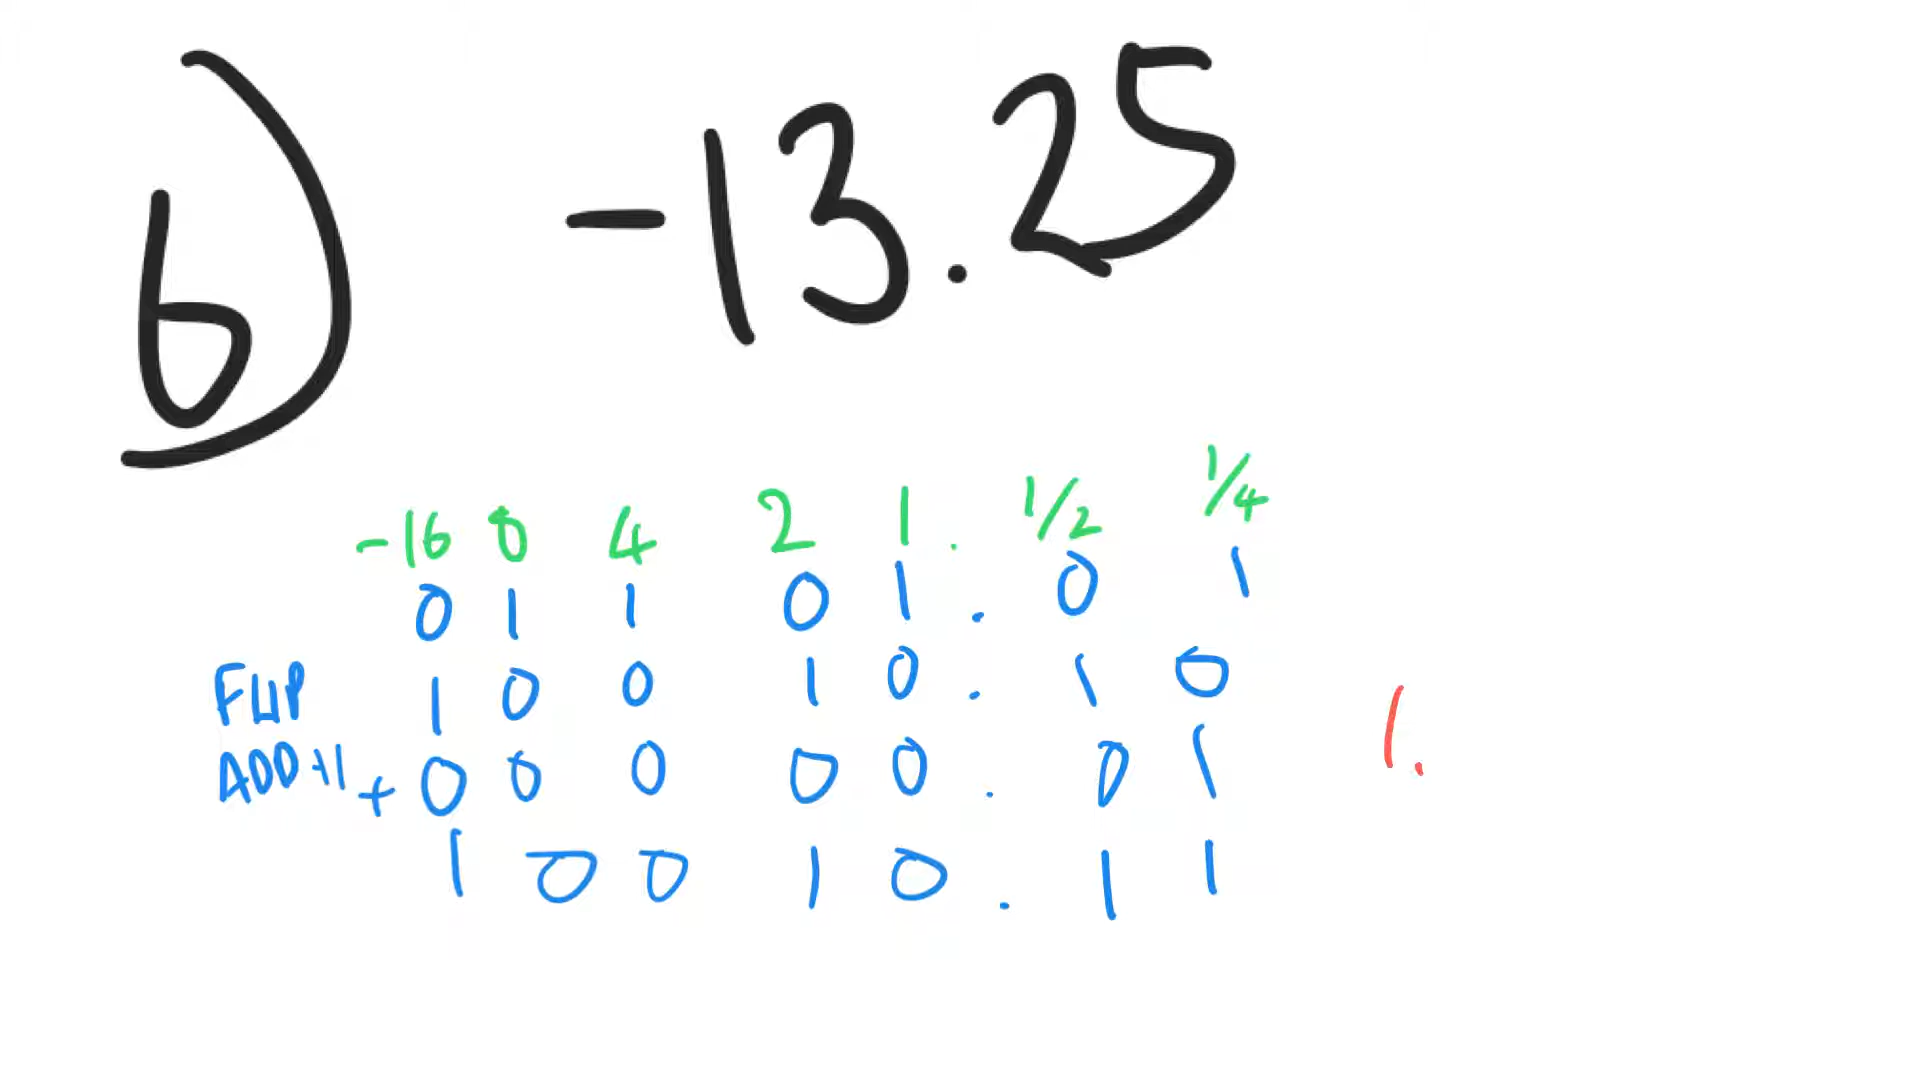 b) -13.25
-16 8 4 2 1 . 1/2 1/4
0 1 1 0 1 . 0 1
FLIP 1 0 0 1 0 . 1 0
ADD 1 + 0 0 0 0 0 . 0 1
1 0 0 1 0 . 1 1
1.